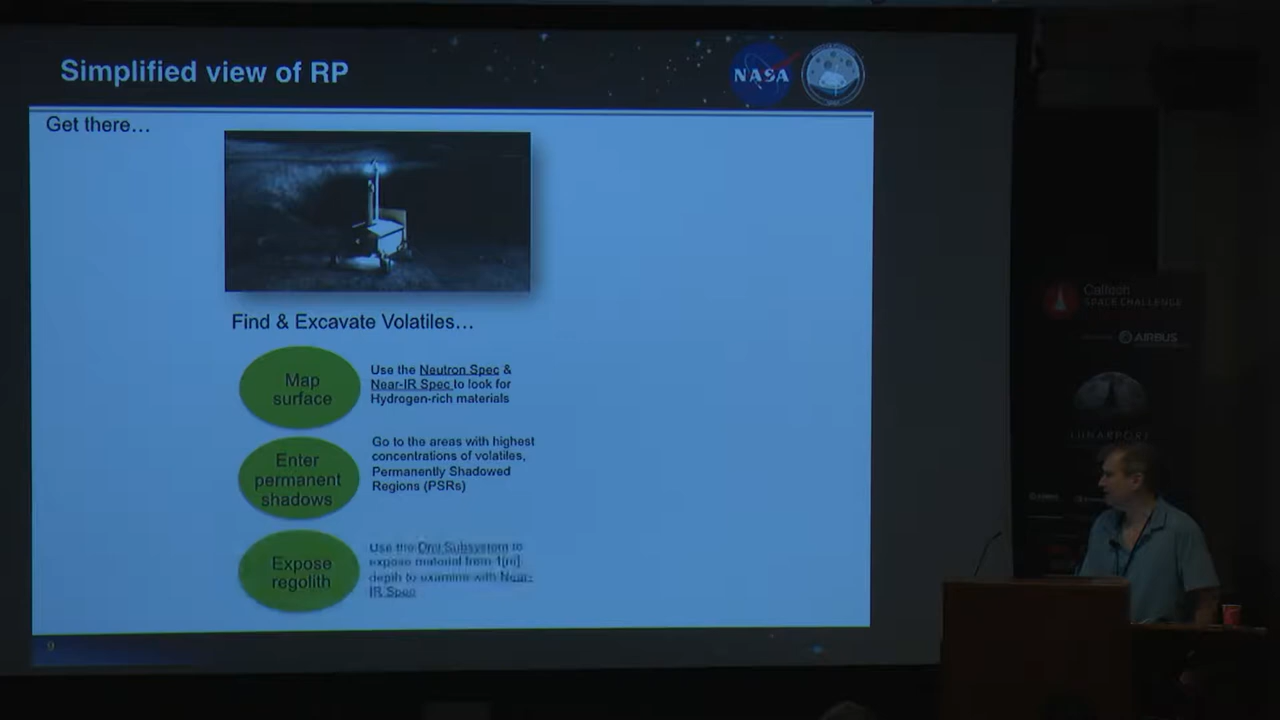 Simplified view of RP
NASA
Get there...
Find & Excavate Volatiles...
Map
surface
Use the Neutron Spec &
Near-IR Spec to look for
Hydrogen-rich materials
Enter
permanent
shadows
Go to the areas with highest
concentrations of volatiles,
Permanently Shadowed
Regions (PSRs)
Expose
regolith
Use the Drill Subsystem to
expose material from 1[m]
depth to examine with Near-
IR Spec
9
Caltech
SPACE CHALLENGE
AIRBUS
LUNARPORT